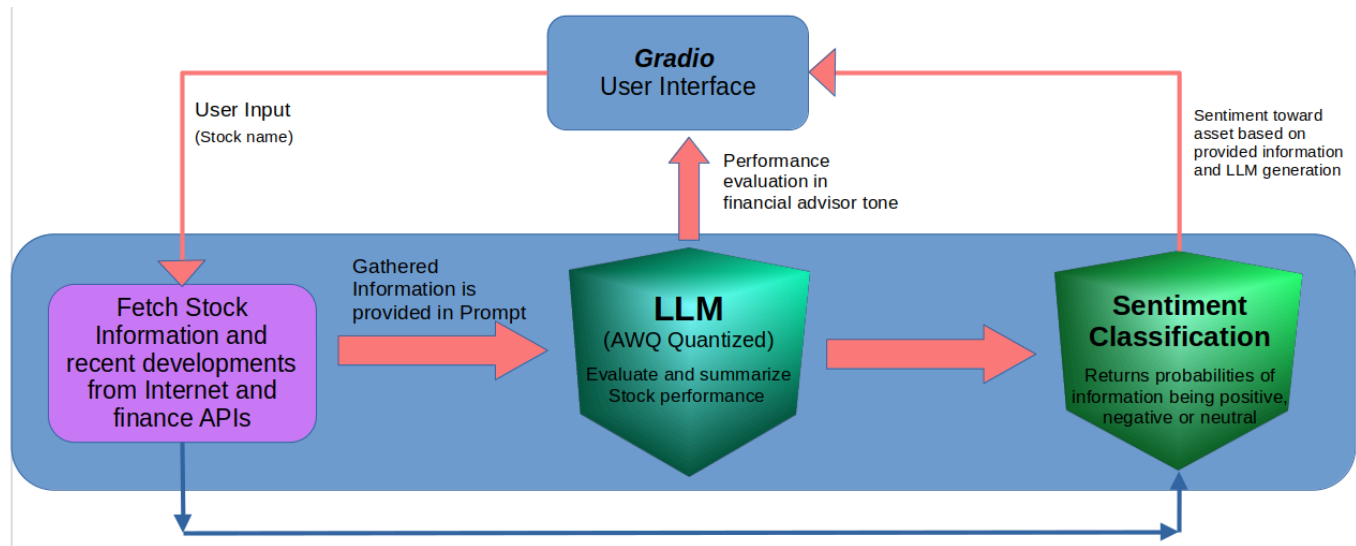 Gradio
User Interface
User Input
(Stock name)
Performance
evaluation in
financial advisor tone
Sentiment toward
asset based on
provided information
and LLM generation
Fetch Stock
Information and
recent developments
from Internet and
finance APIs
Gathered
Information is
provided in Prompt
LLM
(AWQ Quantized)
Evaluate and summarize
Stock performance
Sentiment
Classification
Returns probabilities of
information being positive,
negative or neutral